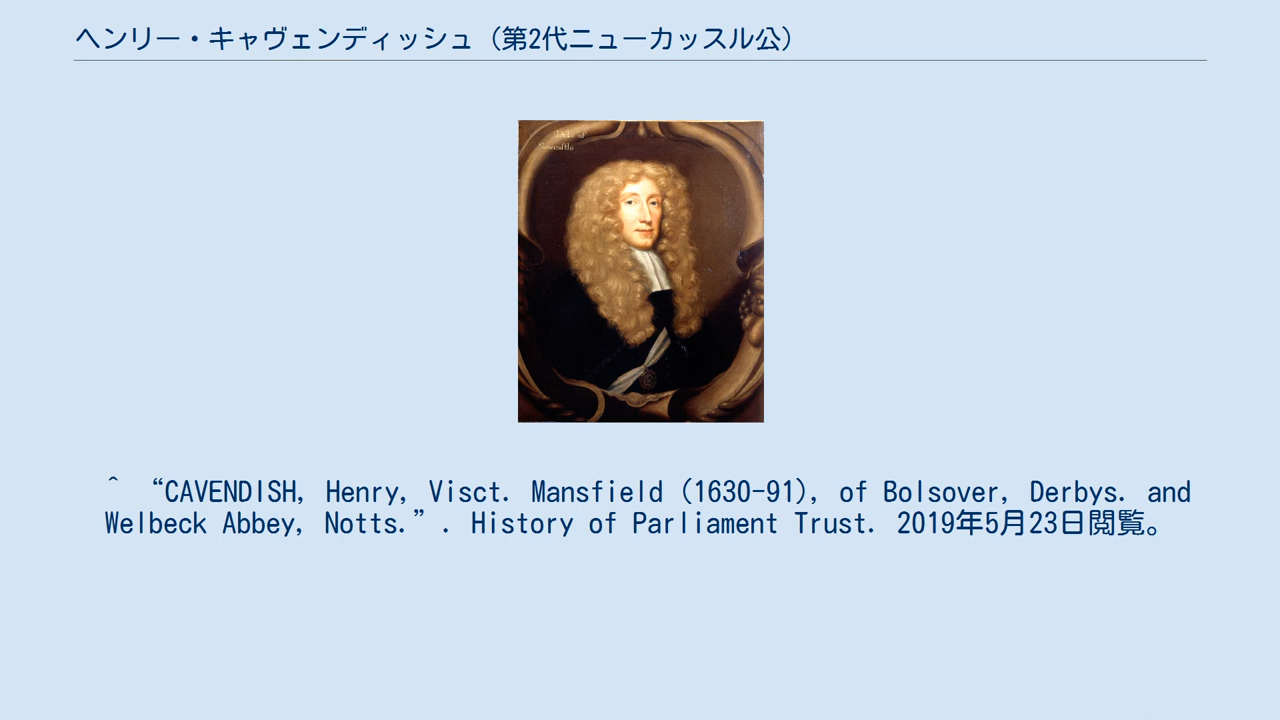 ヘンリー・キャヴェンディッシュ（第2代ニューカッスル公）
D. of
Newcastle
^ “CAVENDISH, Henry, Visct. Mansfield (1630-91), of Bolsover, Derbys. and
Welbeck Abbey, Notts.”. History of Parliament Trust. 2019年5月23日閲覧。